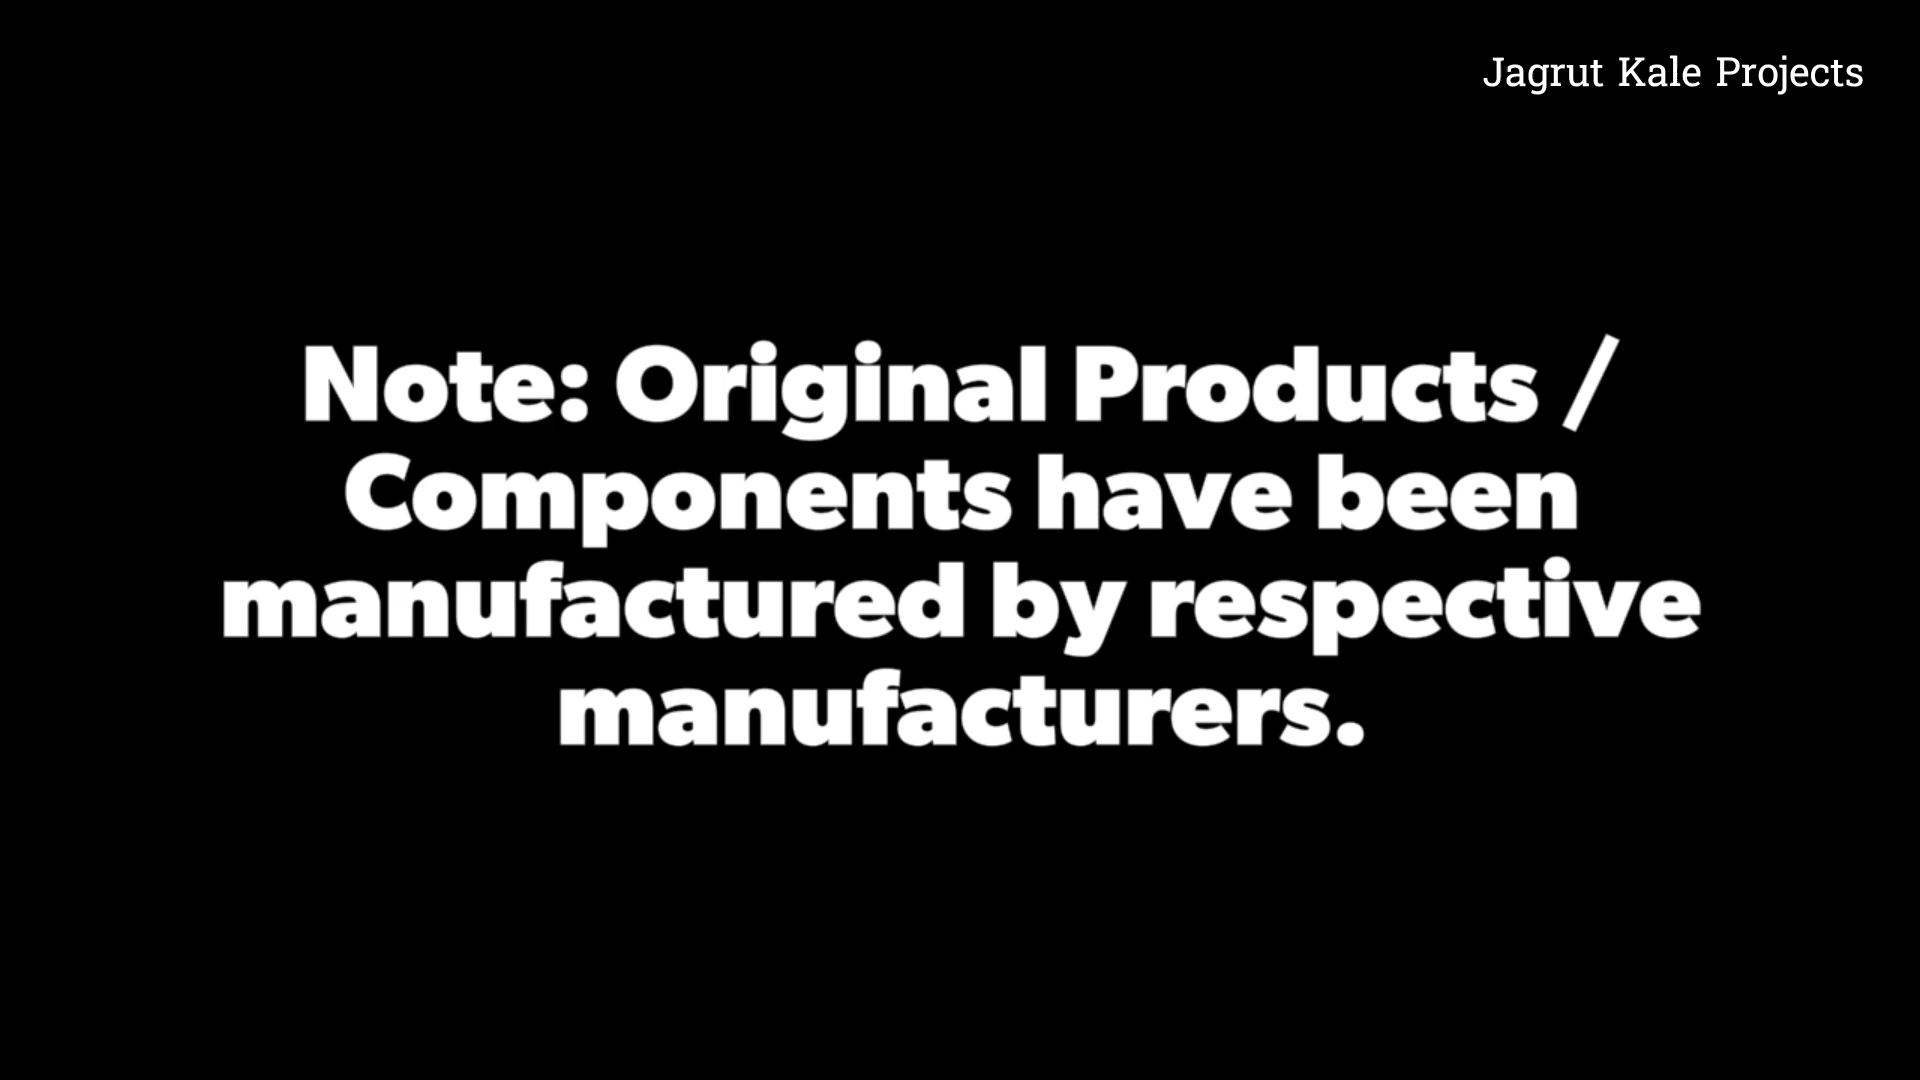 Jagrut Kale Projects
Note: Original Products /
Components have been
manufactured by respective
manufacturers.